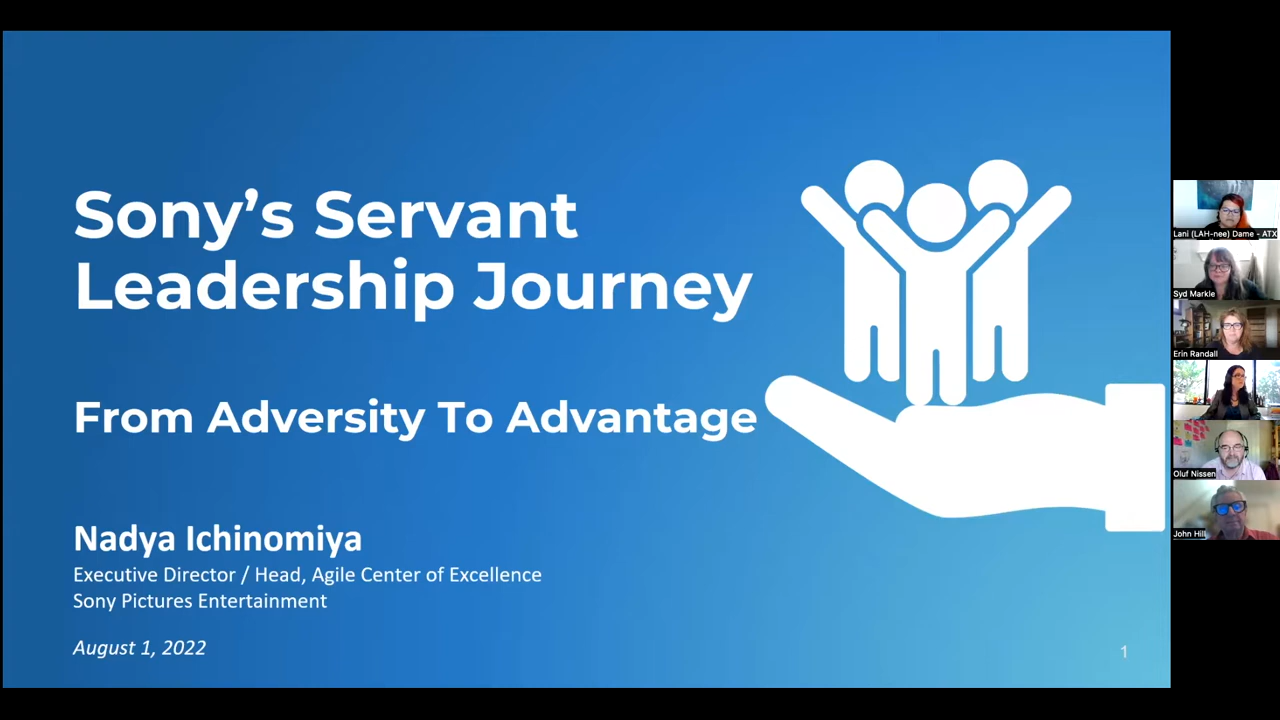 Sony’s Servant
Leadership Journey
From Adversity To Advantage
Nadya Ichinomiya
Executive Director / Head, Agile Center of Excellence
Sony Pictures Entertainment
August 1, 2022
1
Lani (LAH-nee) Dame - ATX
Syd Markle
Erin Randall
Oluf Nissen
John Hill